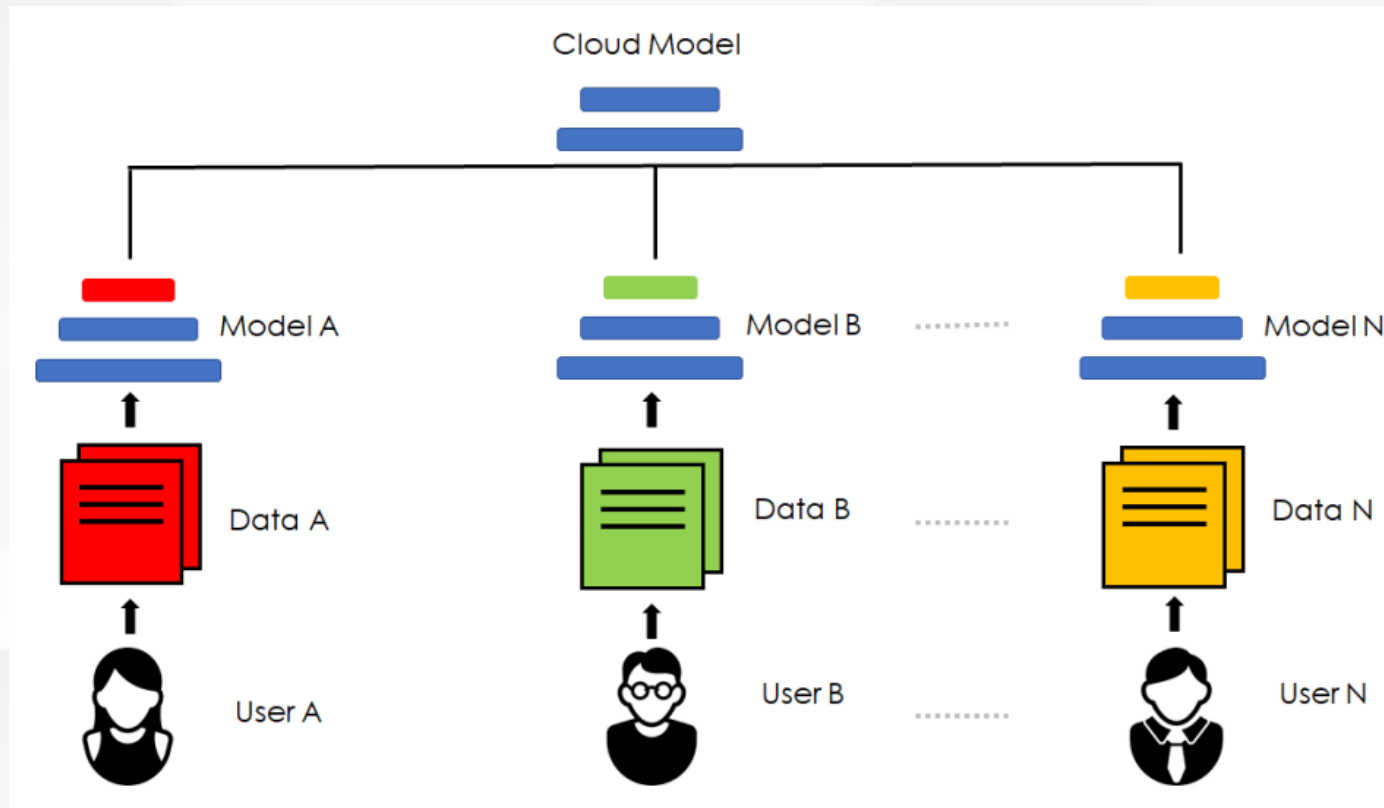 Cloud Model
Model A
Model B
Model N
Data A
Data B
Data N
User A
User B
User N